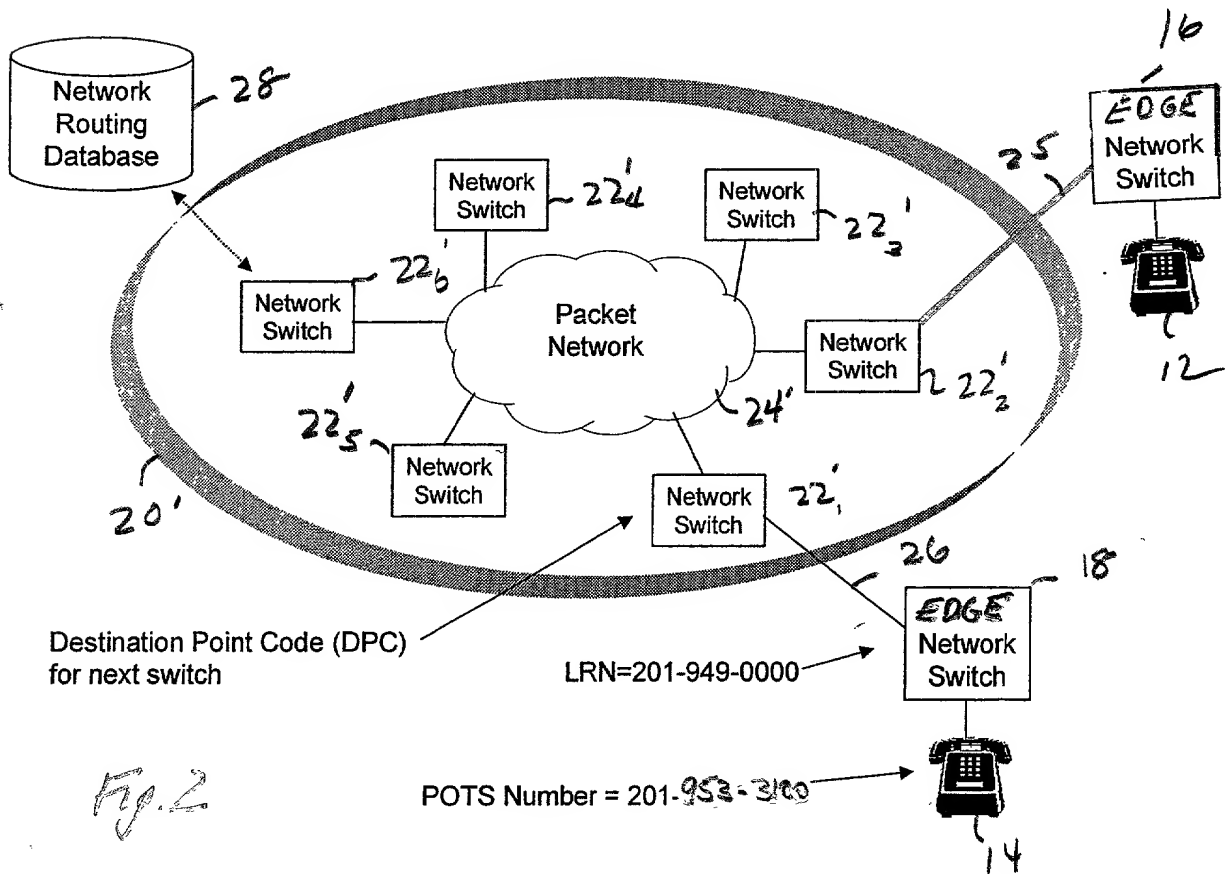 16
Network
Routing
Database
28
EDGE
Network
Switch
25
Network
Switch
22'4
Network
Switch
22'3
Network
Switch
22'6
Packet
Network
Network
Switch
12
22'2
24'
22'5
Network
Switch
20'
Network
Switch
22'1
26
18
EDGE
Network
Switch
Destination Point Code (DPC)
for next switch
LRN=201-949-0000
Fig. 2
POTS Number = 201-953-3100
14